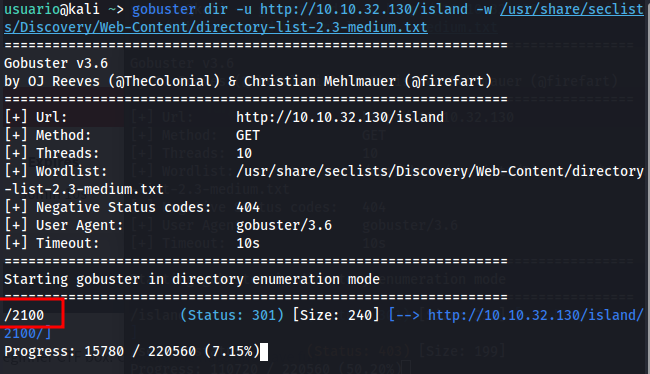 usuario@kali ~> gobuster dir -u http://10.10.32.130/island -w /usr/share/seclist
s/Discovery/Web-Content/directory-list-2.3-medium.txt
===============================================================
Gobuster v3.6
by OJ Reeves (@TheColonial) & Christian Mehlmauer (@firefart)
===============================================================
[+] Url:                     http://10.10.32.130/island
[+] Method:                  GET
[+] Threads:                 10
[+] Wordlist:                /usr/share/seclists/Discovery/Web-Content/directory
-list-2.3-medium.txt
[+] Negative Status codes:   404
[+] User Agent:              gobuster/3.6
[+] Timeout:                 10s
===============================================================
Starting gobuster in directory enumeration mode
===============================================================
/2100                 (Status: 301) [Size: 240] [--> http://10.10.32.130/island/
2100/]
Progress: 15780 / 220560 (7.15%)